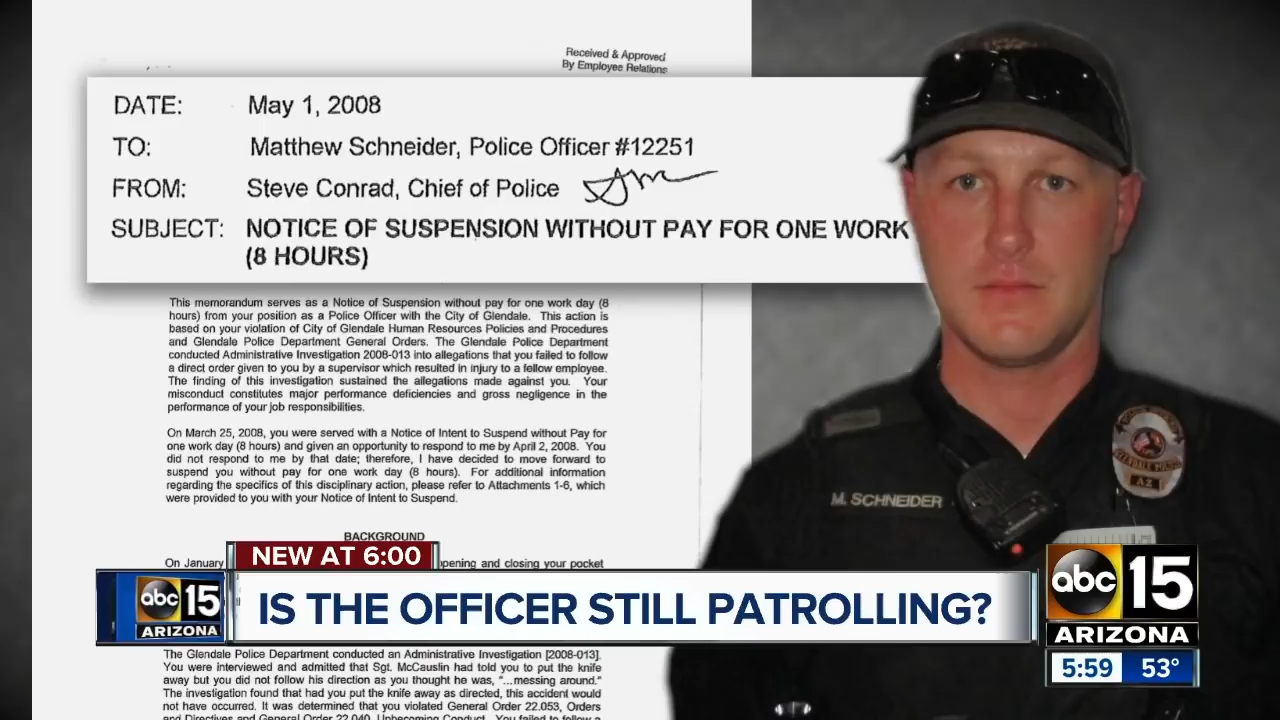 Received & Approved
By Employee Relations
DATE: May 1, 2008
TO: Matthew Schneider, Police Officer #12251
FROM: Steve Conrad, Chief of Police
SUBJECT: NOTICE OF SUSPENSION WITHOUT PAY FOR ONE WORK
(8 HOURS)
This memorandum serves as a Notice of Suspension without pay for one work day (8
hours) from your position as a Police Officer with the City of Glendale. This action is
based on your violation of City of Glendale Human Resources Policies and Procedures
and Glendale Police Department General Orders. The Glendale Police Department
conducted Administrative Investigation 2008-013 into allegations that you failed to follow
a direct order given to you by a supervisor which resulted in injury to a fellow employee.
The finding of this investigation sustained the allegations made against you. Your
misconduct constitutes major performance deficiencies and gross negligence in the
performance of your job responsibilities.
On March 25, 2008, you were served with a Notice of Intent to Suspend without Pay for
one work day (8 hours) and given an opportunity to respond to me by April 2, 2008. You
did not respond to me by that date; therefore, I have decided to move forward to
suspend you without pay for one work day (8 hours). For additional information
regarding the specifics of this disciplinary action, please refer to Attachments 1-6, which
were provided to you with your Notice of Intent to Suspend.
BACKGROUND
On January opening and closing your pocket
The Glendale Police Department conducted an Administrative Investigation [2008-013].
You were interviewed and admitted that Sgt. McCauslin had told you to put the knife
away but you did not follow his direction as you thought he was, "...messing around."
The investigation found that had you put the knife away as directed, this accident would
not have occurred. It was determined that you violated General Order 22.053, Orders
and Directives and General Order 22.040, Unbecoming Conduct. You failed to follow a
M. SCHNEIDER
AZ
NEW AT 6:00
abc 15
ARIZONA
IS THE OFFICER STILL PATROLLING?
abc 15
ARIZONA
5:59 53°